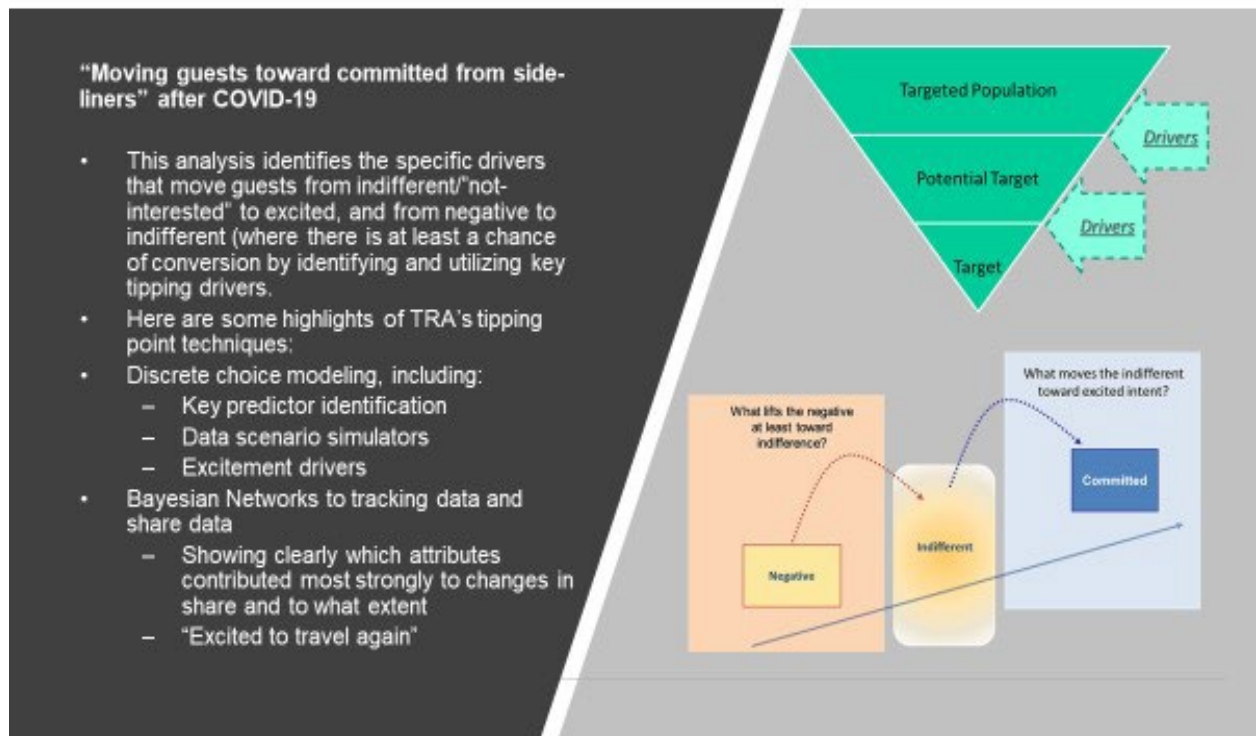 “Moving guests toward committed from side-
liners” after COVID-19
• This analysis identifies the specific drivers
that move guests from indifferent/”not-
interested” to excited, and from negative to
indifferent (where there is at least a chance
of conversion by identifying and utilizing key
tipping drivers.
• Here are some highlights of TRA’s tipping
point techniques:
• Discrete choice modeling, including:
– Key predictor identification
– Data scenario simulators
– Excitement drivers
• Bayesian Networks to tracking data and
share data
– Showing clearly which attributes
contributed most strongly to changes in
share and to what extent
– “Excited to travel again”
Targeted Population
Drivers
Potential Target
Drivers
Target
What lifts the negative
at least toward
indifference?
Negative
Indifferent
What moves the indifferent
toward excited intent?
Committed